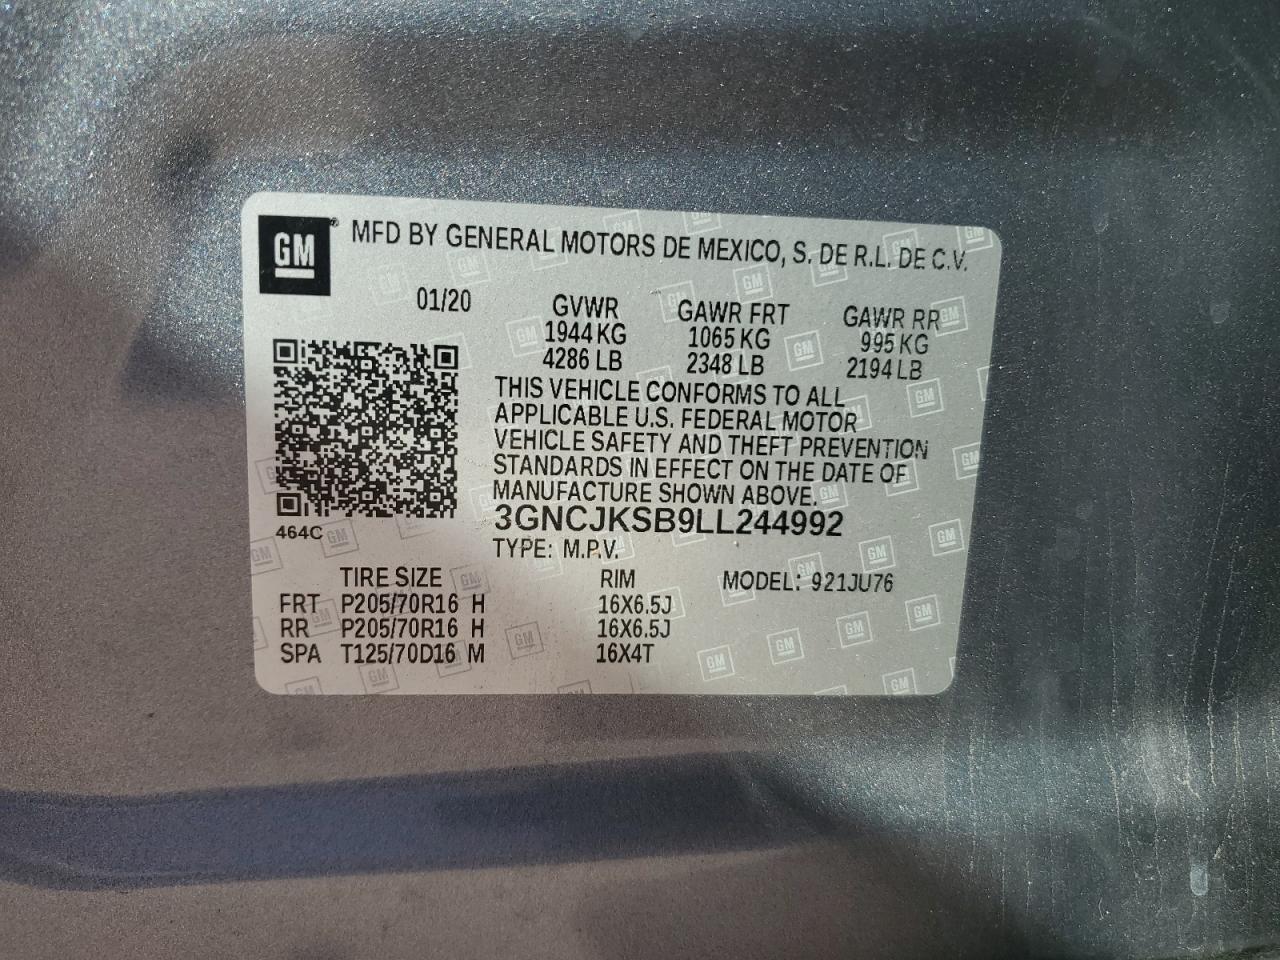 GM® MFD BY GENERAL MOTORS DE MEXICO, S. DE R.L. DE C.V.
01/20 GVWR GAWR FRT GAWR RR
1944 KG 1065 KG 995 KG
4286 LB 2348 LB 2194 LB
THIS VEHICLE CONFORMS TO ALL
APPLICABLE U.S. FEDERAL MOTOR
VEHICLE SAFETY AND THEFT PREVENTION
STANDARDS IN EFFECT ON THE DATE OF
MANUFACTURE SHOWN ABOVE.
3GNCJKSB9LL244992
464C
TYPE: M.P.V.
TIRE SIZE RIM MODEL: 921JU76
FRT P205/70R16 H 16X6.5J
RR P205/70R16 H 16X6.5J
SPA T125/70D16 M 16X4T